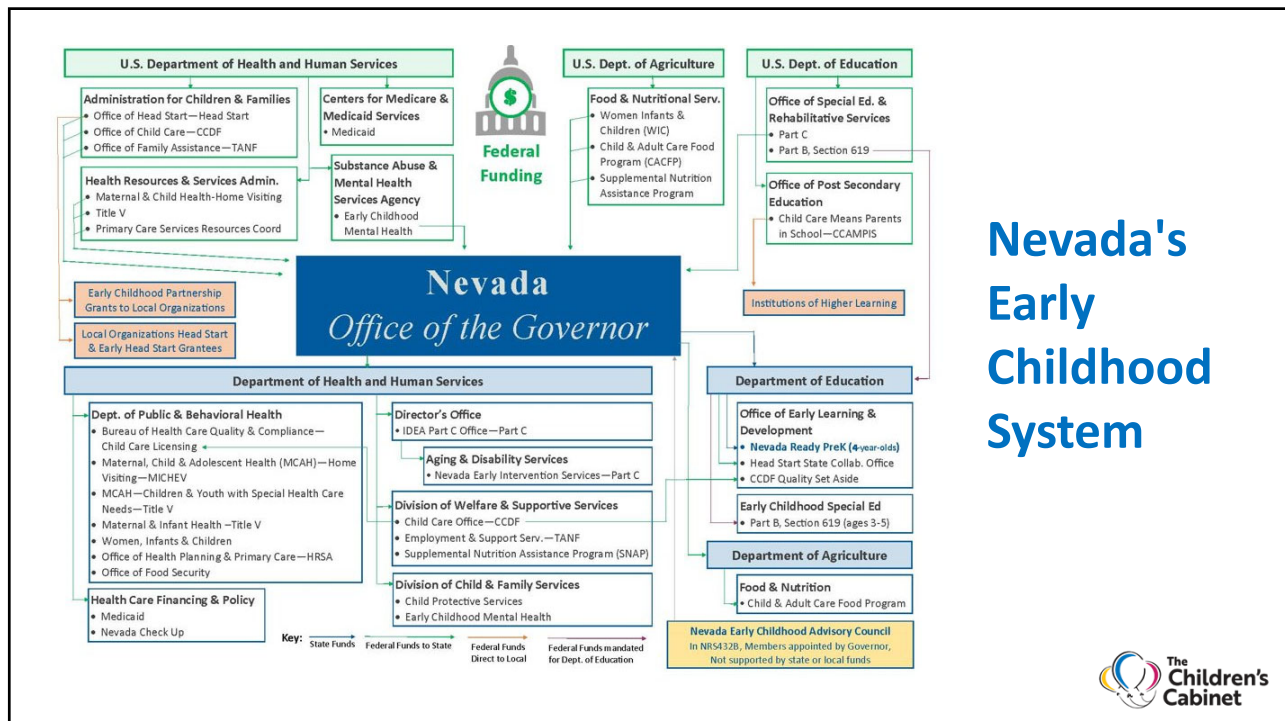 U.S. Department of Health and Human Services
Administration for Children & Families
• Office of Head Start—Head Start
• Office of Child Care—CCDF
• Office of Family Assistance—TANF
Health Resources & Services Admin.
• Maternal & Child Health-Home Visiting
• Title V
• Primary Care Services Resources Coord
Centers for Medicare &
Medicaid Services
• Medicaid
Substance Abuse &
Mental Health
Services Agency
• Early Childhood
Mental Health
$
Federal
Funding
U.S. Dept. of Agriculture
Food & Nutritional Serv.
• Women Infants &
Children (WIC)
• Child & Adult Care Food
Program (CACFP)
• Supplemental Nutrition
Assistance Program
U.S. Dept. of Education
Office of Special Ed. &
Rehabilitative Services
• Part C
• Part B, Section 619
Office of Post Secondary
Education
• Child Care Means Parents
in School—CCAMPIS
Early Childhood Partnership
Grants to Local Organizations
Local Organizations Head Start
& Early Head Start Grantees
Nevada
Office of the Governor
Institutions of Higher Learning
Department of Health and Human Services
Dept. of Public & Behavioral Health
• Bureau of Health Care Quality & Compliance—
Child Care Licensing
• Maternal, Child & Adolescent Health (MCAH)—Home
Visiting—MICHEV
• MCAH—Children & Youth with Special Health Care
Needs—Title V
• Maternal & Infant Health –Title V
• Women, Infants & Children
• Office of Health Planning & Primary Care—HRSA
• Office of Food Security
Health Care Financing & Policy
• Medicaid
• Nevada Check Up
Director's Office
• IDEA Part C Office—Part C
Aging & Disability Services
• Nevada Early Intervention Services—Part C
Division of Welfare & Supportive Services
• Child Care Office—CCDF
• Employment & Support Serv.—TANF
• Supplemental Nutrition Assistance Program (SNAP)
Division of Child & Family Services
• Child Protective Services
• Early Childhood Mental Health
Department of Education
Office of Early Learning &
Development
• Nevada Ready PreK (4-year-olds)
• Head Start State Collab. Office
• CCDF Quality Set Aside
Early Childhood Special Ed
• Part B, Section 619 (ages 3-5)
Department of Agriculture
Food & Nutrition
• Child & Adult Care Food Program
Nevada Early Childhood Advisory Council
In NRS432B, Members appointed by Governor,
Not supported by state or local funds
Key:
State Funds
Federal Funds to State
Federal Funds
Direct to Local
Federal Funds mandated
for Dept. of Education
Nevada's
Early
Childhood
System
The
Children's
Cabinet